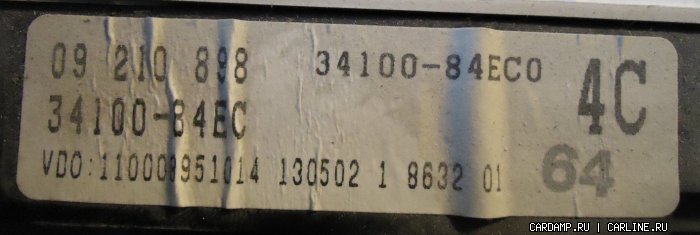 09 210 898 34100-84EC0
34100-84EC 4C
VDO:110008951014 130502 1 8632 01 64
CARDAMP.RU | CARLINE.RU